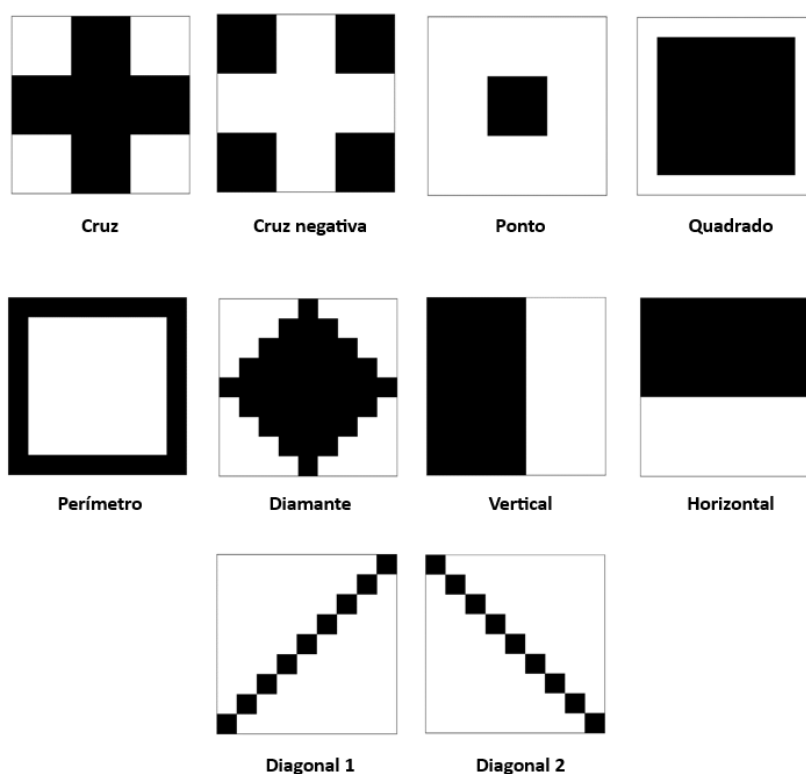 Cruz
Cruz negativa
Ponto
Quadrado
Perímetro
Diamante
Vertical
Horizontal
Diagonal 1
Diagonal 2